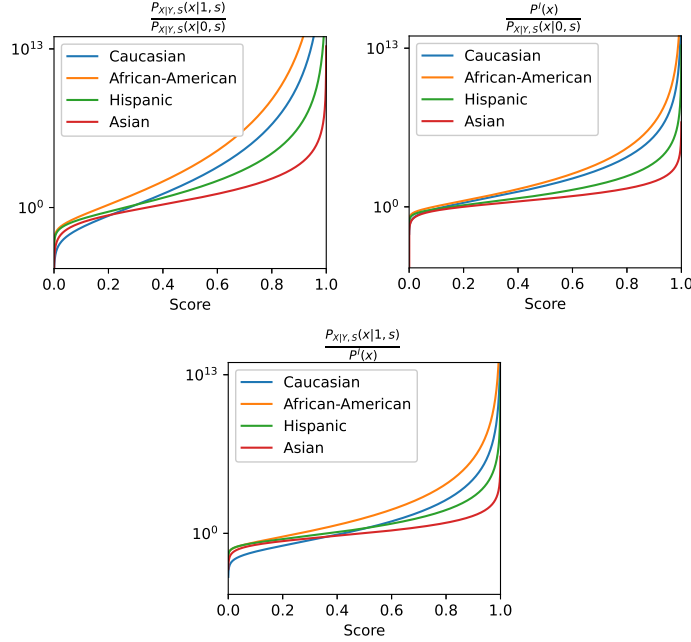 P_{X|Y,S}(x|1, s)
P_{X|Y,S}(x|0, s)
10^{13}
10^{0}
Caucasian
African-American
Hispanic
Asian
0.0 0.2 0.4 0.6 0.8 1.0
Score
P^{I}(x)
P_{X|Y,S}(x|0, s)
10^{13}
10^{0}
Caucasian
African-American
Hispanic
Asian
0.0 0.2 0.4 0.6 0.8 1.0
Score
P_{X|Y,S}(x|1, s)
P^{I}(x)
10^{13}
10^{0}
Caucasian
African-American
Hispanic
Asian
0.0 0.2 0.4 0.6 0.8 1.0
Score